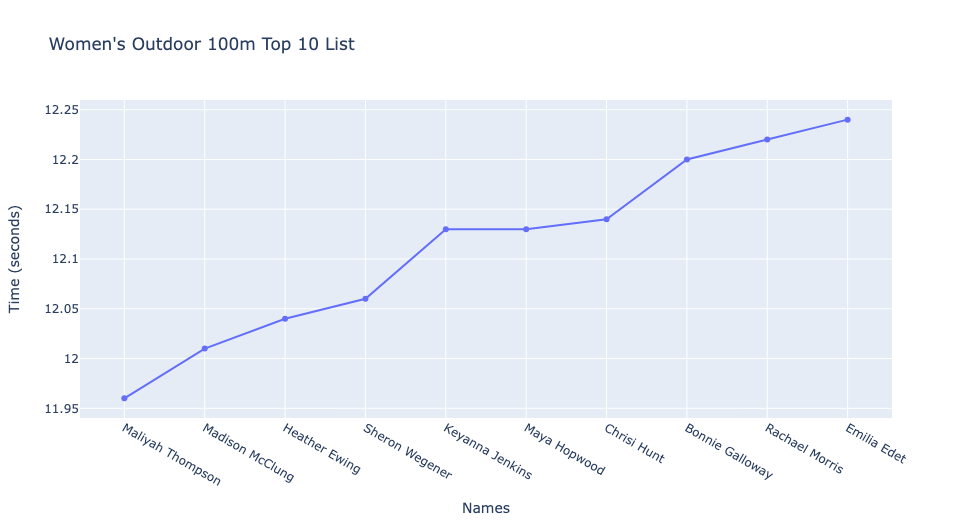 Women's Outdoor 100m Top 10 List
Time (seconds)
12.25
12.2
12.15
12.1
12.05
12
11.95
Maliyah Thompson
Madison McClung
Heather Ewing
Sheron Wegener
Keyanna Jenkins
Maya Hopwood
Chrisi Hunt
Bonnie Galloway
Rachael Morris
Emilia Edet
Names